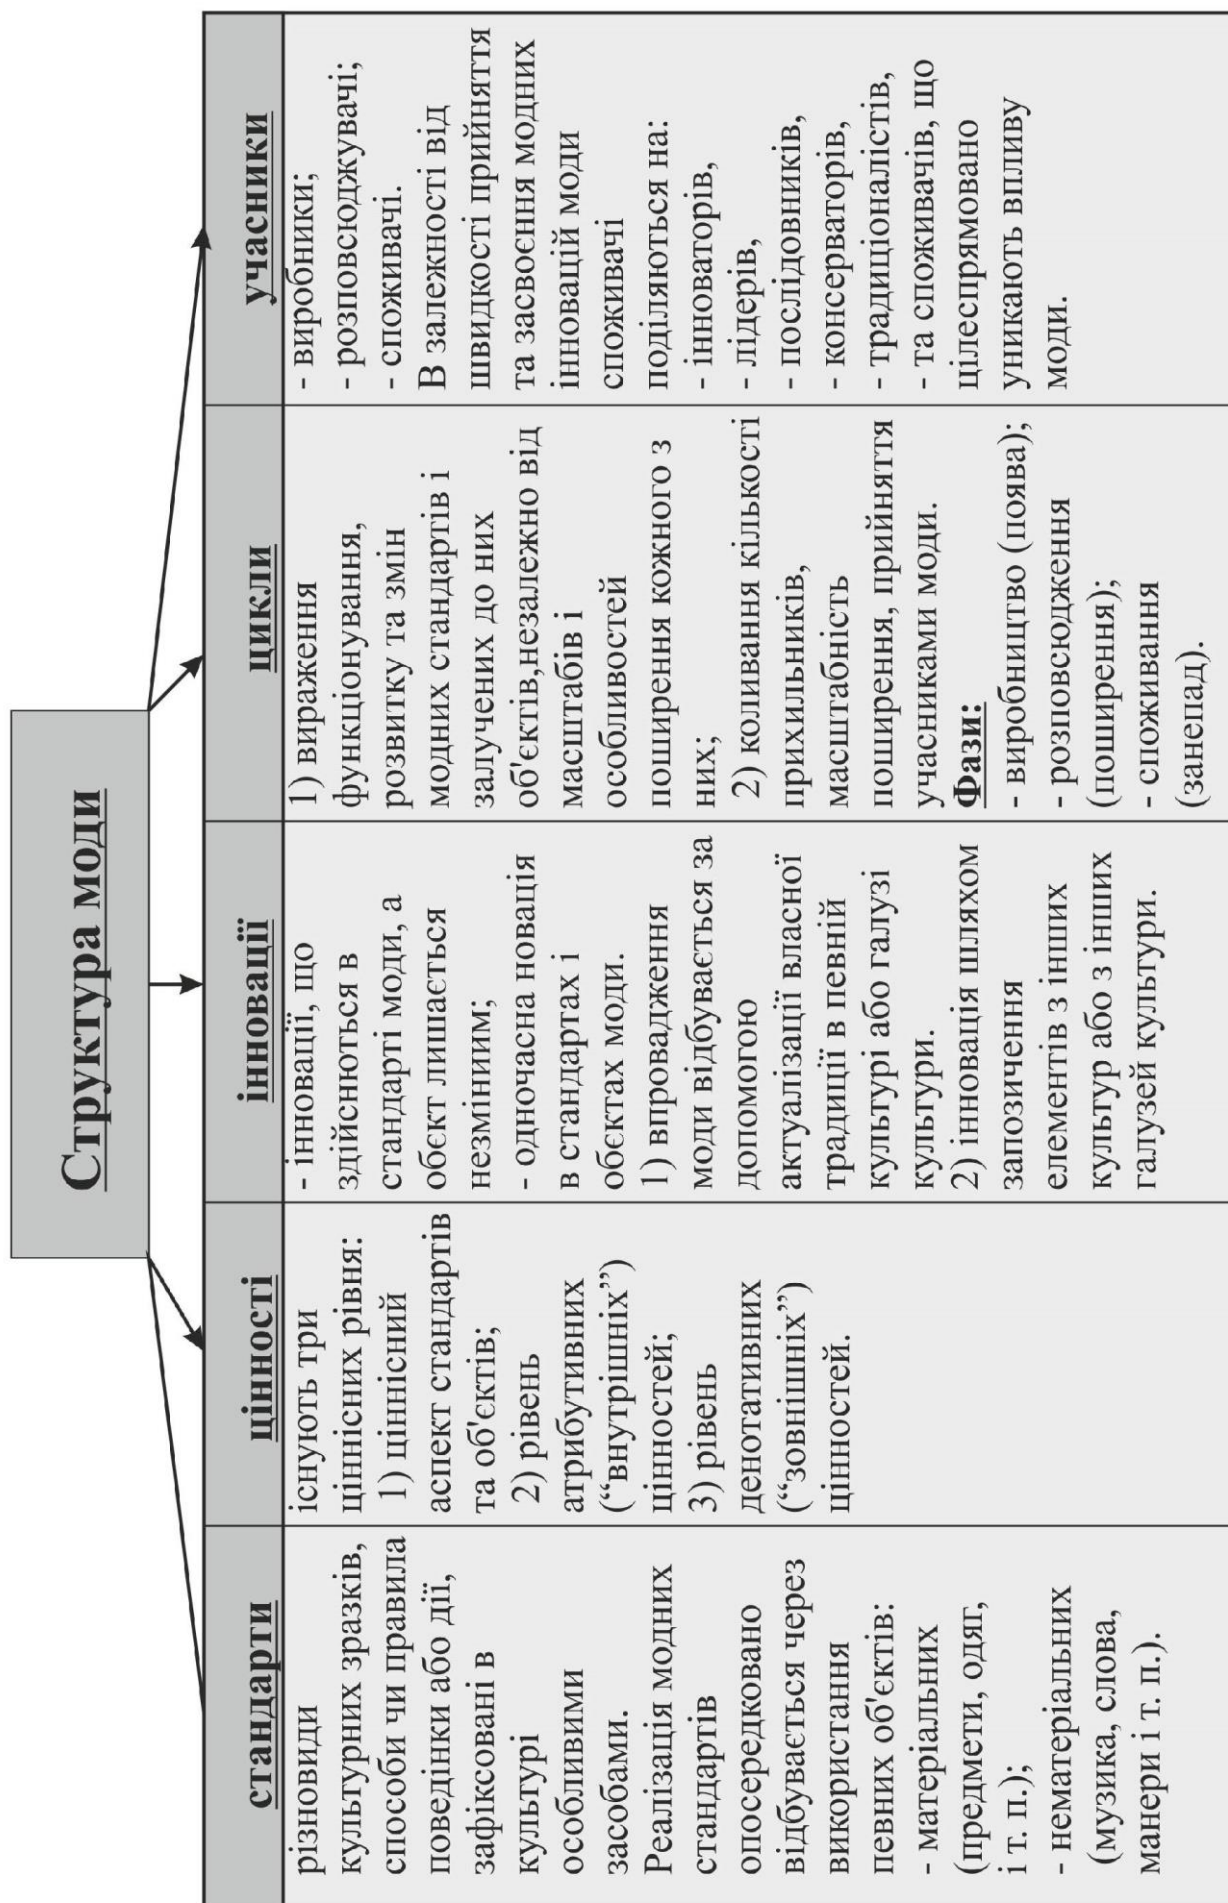 Структура моди
стандарти
різновиди
культурних зразків,
способи чи правила
поведінки або дії,
зафіксовані в
культурі
особливими
засобами.
Реалізація модних
стандартів
опосередковано
відбувається через
використання
певних об'єктів:
- матеріальних
(предмети, одяг,
і т. п.);
- нематеріальних
(музика, слова,
манери і т. п.).
цінності
існують три
ціннісних рівня:
1) ціннісний
аспект стандартів
та об'єктів;
2) рівень
атрибутивних
(“внутрішніх”)
цінностей;
3) рівень
денотативних
(“зовнішніх”)
цінностей.
інновації
- інновації, що
здійснюються в
стандарті моди, а
обєкт лишається
незмінним;
- одночасна новація
в стандартах і
обєктах моди.
1) впровадження
моди відбувається за
допомогою
актуалізації власної
традиції в певній
культурі або галузі
культури.
2) інновація шляхом
запозичення
елементів з інших
культур або з інших
галузей культури.
цикли
1) вираження
функціонування,
розвитку та змін
модних стандартів і
залучених до них
об'єктів,незалежно від
масштабів і
особливостей
поширення кожного з
них;
2) коливання кількості
прихильників,
масштабність
поширення, прийняття
учасниками моди.
Фази:
- виробництво (поява);
- розповсюдження
(поширення);
- споживання
(занепад).
учасники
- виробники;
- розповсюджувачі;
- споживачі.
В залежності від
швидкості прийняття
та засвоєння модних
інновацій моди
споживачі
поділяються на:
- інноваторів,
- лідерів,
- послідовників,
- консерваторів,
- традиціоналістів,
- та споживачів, що
цілеспрямовано
уникають впливу
моди.